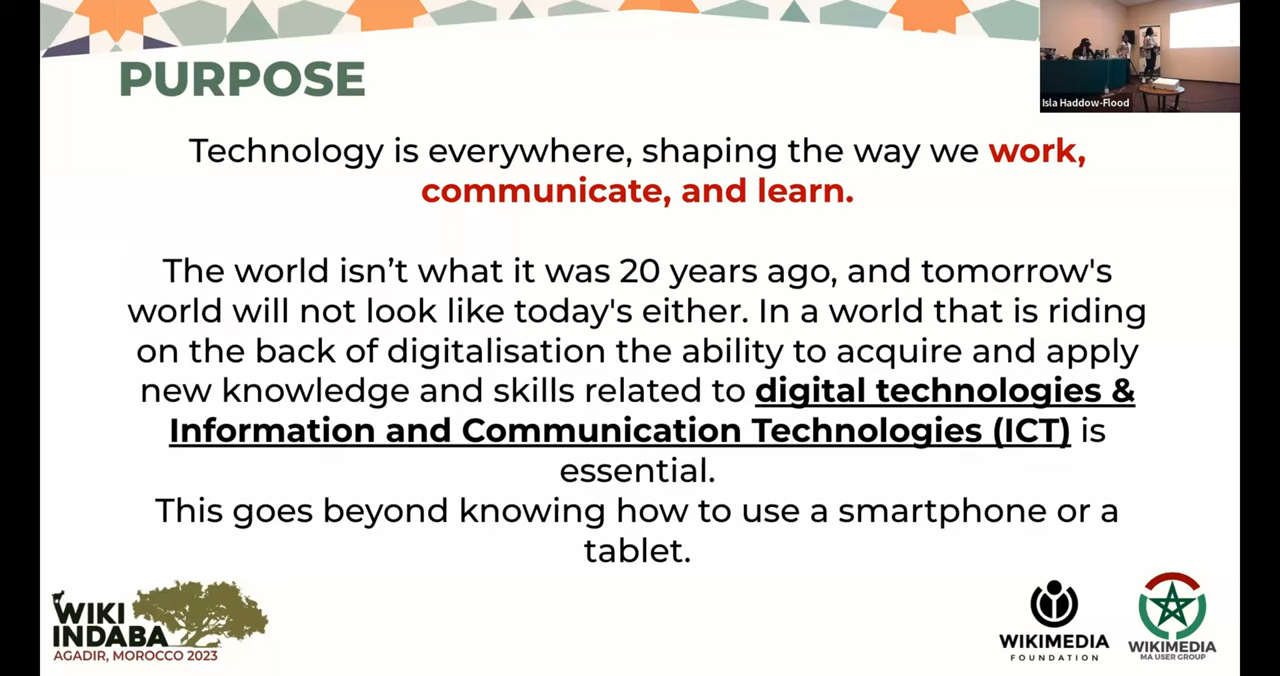 PURPOSE
Isla Haddow-Flood
Technology is everywhere, shaping the way we work,
communicate, and learn.
The world isn’t what it was 20 years ago, and tomorrow's
world will not look like today's either. In a world that is riding
on the back of digitalisation the ability to acquire and apply
new knowledge and skills related to digital technologies &
Information and Communication Technologies (ICT) is
essential.
This goes beyond knowing how to use a smartphone or a
tablet.
WIKI
INDABA
AGADIR, MOROCCO 2023
WIKIMEDIA
FOUNDATION
WIKIMEDIA
MA USER GROUP